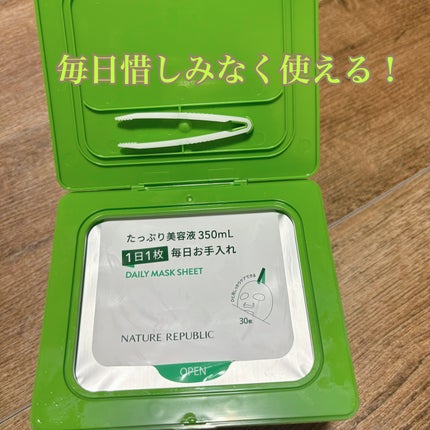 毎日惜しみなく使える！
たっぷり美容液 350mL
1日1枚 毎日お手入れ
DAILY MASK SHEET
30枚
NATURE REPUBLIC
OPEN